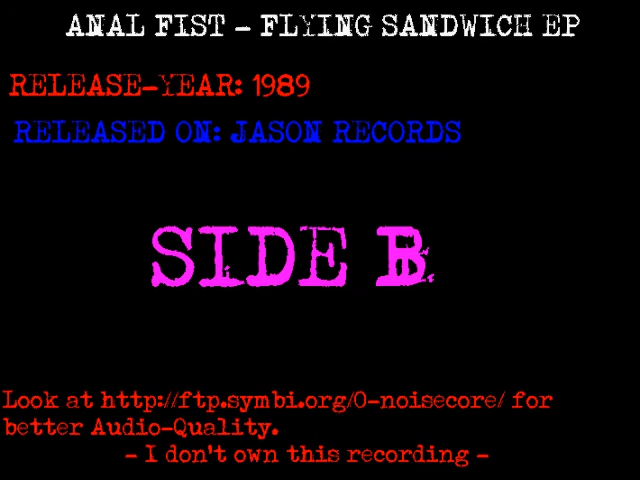 ANAL FIST - FLYING SANDWICH EP
RELEASE-YEAR: 1989
RELEASED ON: JASON RECORDS
SIDE B
Look at http://ftp.symbi.org/0-noisecore/ for
better Audio-Quality.
- I don't own this recording -